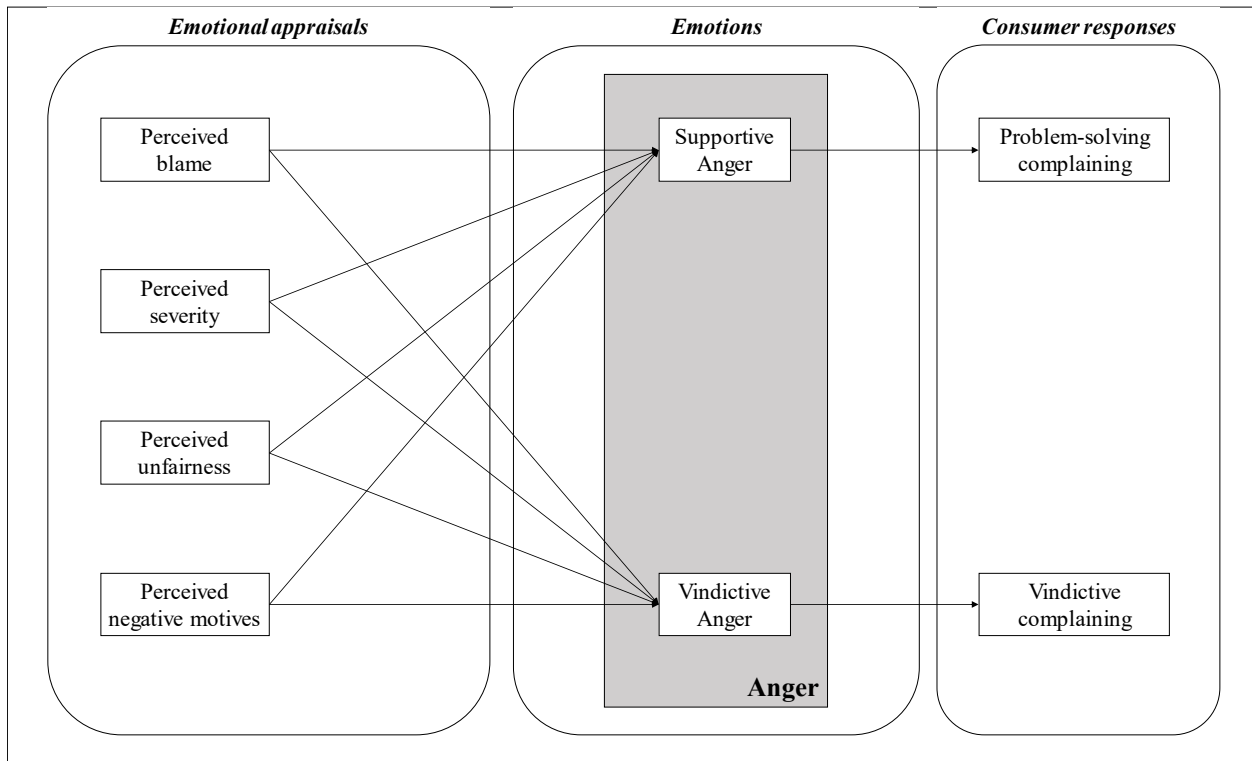 Emotional appraisals
Emotions
Consumer responses
Perceived
blame
Supportive
Anger
Problem-solving
complaining
Perceived
severity
Perceived
unfairness
Perceived
negative motives
Vindictive
Anger
Vindictive
complaining
Anger